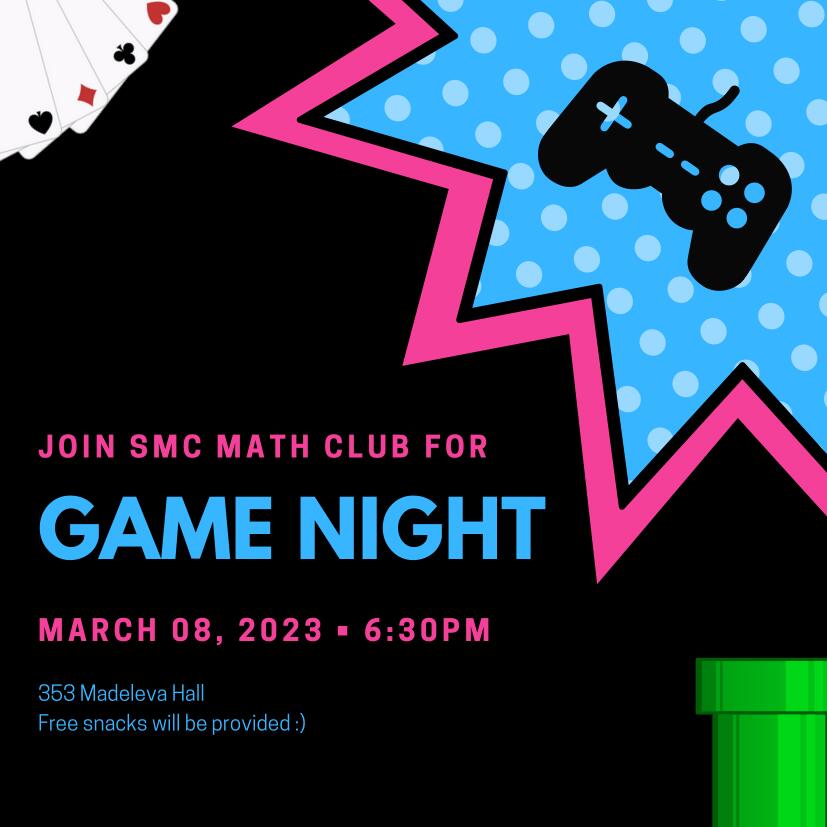 JOIN SMC MATH CLUB FOR
GAME NIGHT
MARCH 08, 2023 ▪ 6:30PM
353 Madeleva Hall
Free snacks will be provided :)